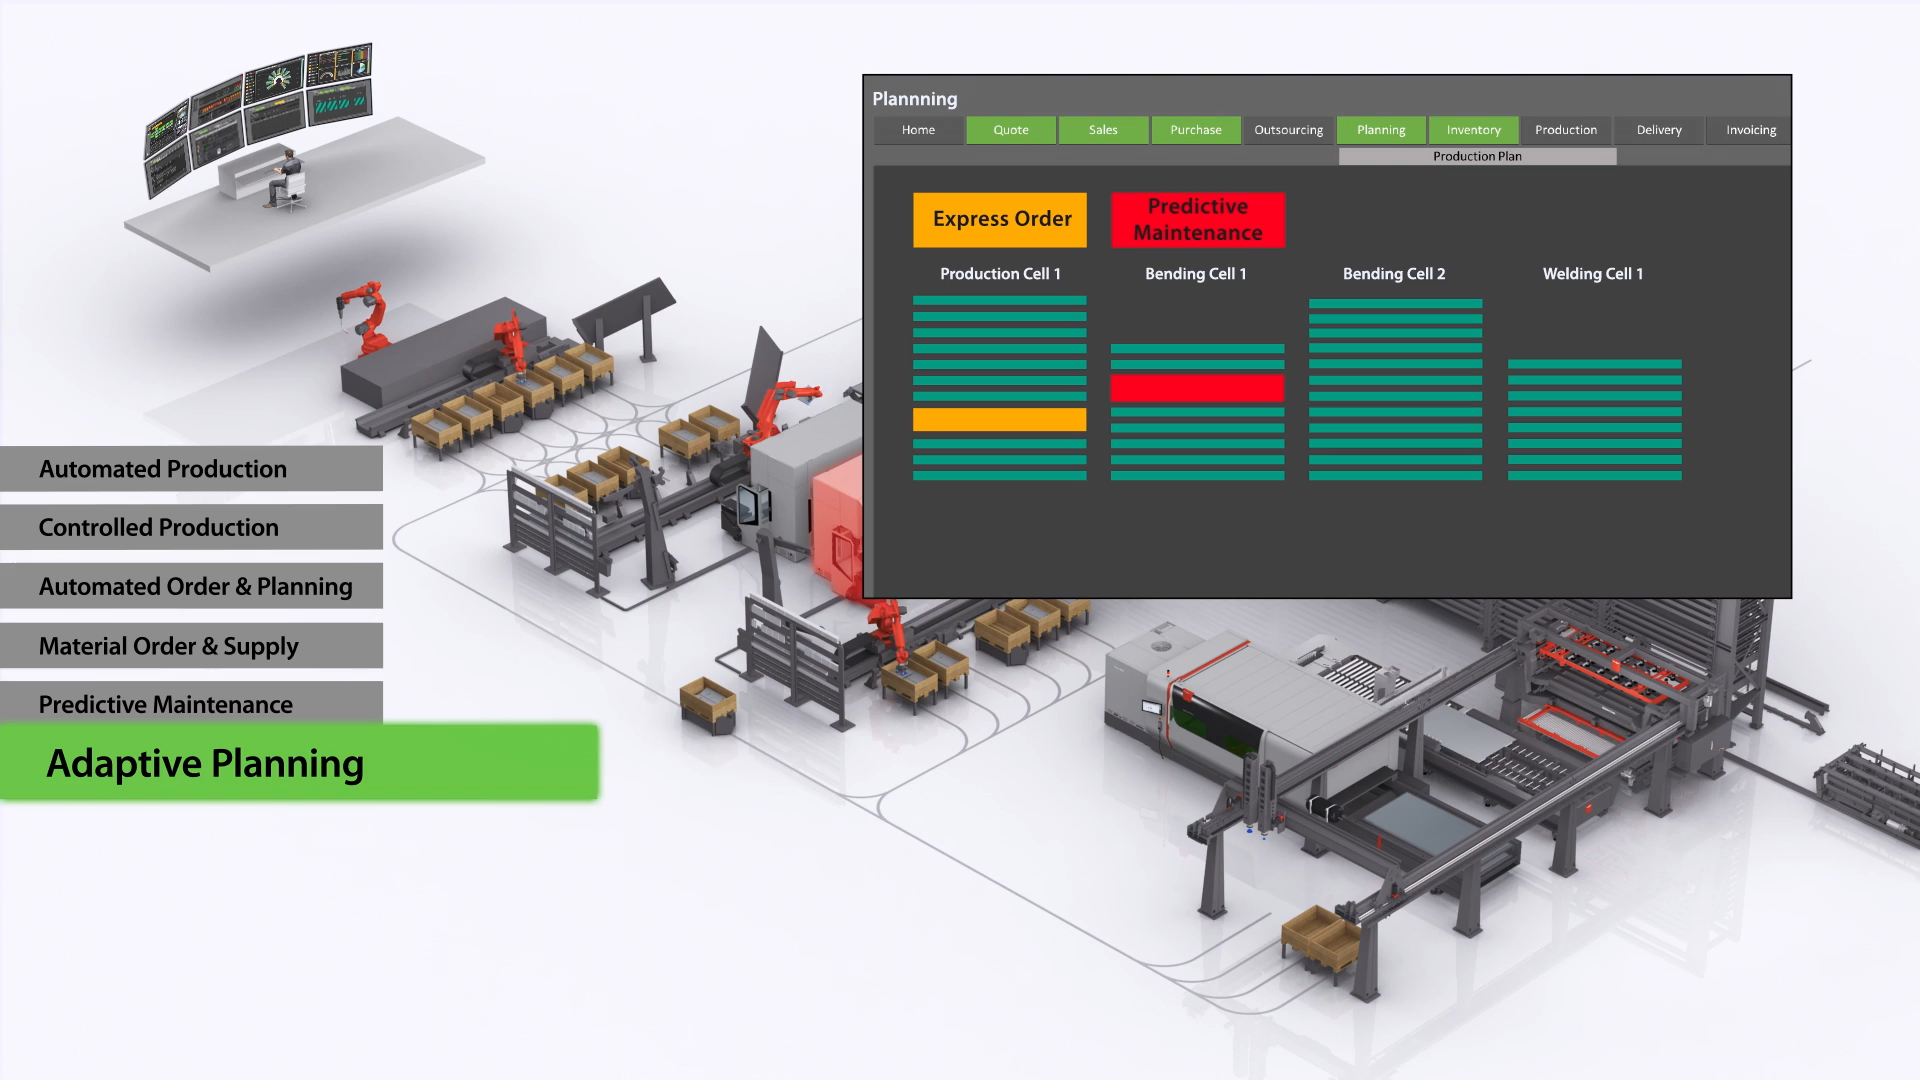 Plannning
Home Quote Sales Purchase Outsourcing Planning Inventory Production Delivery Invoicing
Production Plan
Express Order
Predictive
Maintenance
Production Cell 1 Bending Cell 1 Bending Cell 2 Welding Cell 1
Automated Production
Controlled Production
Automated Order & Planning
Material Order & Supply
Predictive Maintenance
Adaptive Planning